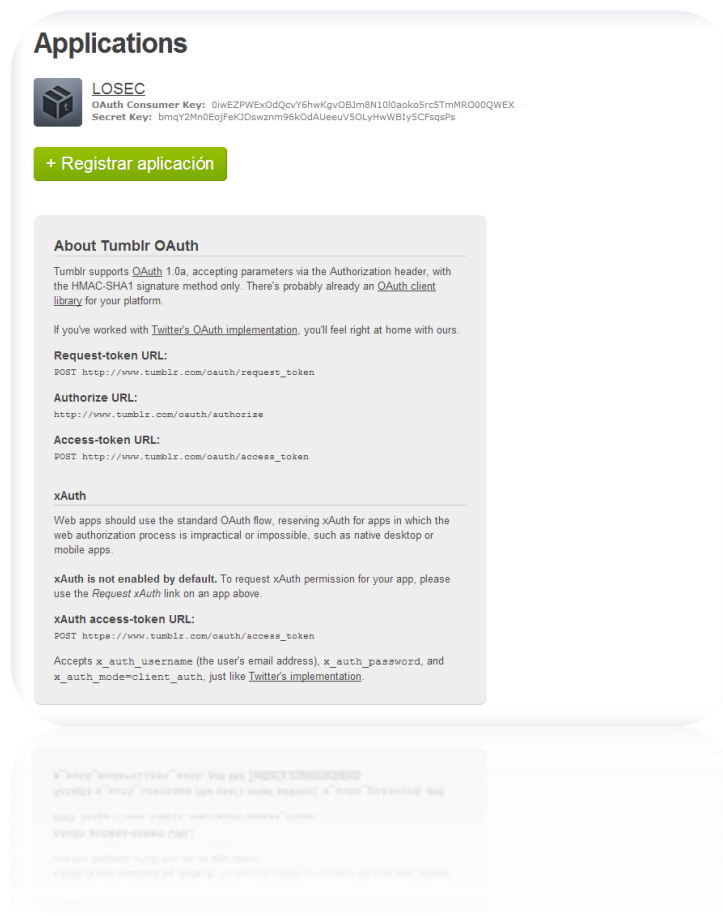 Applications
LOSEC
OAuth Consumer Key: 0iwEZPWExOdQcvY6hwKgvOBJm8N10l0aoko5rc5TmMRO00QWEX
Secret Key: bmqY2Mn0EojFeKJDswznm96kOdAUeeuV5OLyHwWBIy5CFsqsPs
+ Registrar aplicación
About Tumblr OAuth
Tumblr supports OAuth 1.0a, accepting parameters via the Authorization header, with
the HMAC-SHA1 signature method only. There's probably already an OAuth client
library for your platform.
If you've worked with Twitter's OAuth implementation, you'll feel right at home with ours.
Request-token URL:
POST http://www.tumblr.com/oauth/request_token
Authorize URL:
http://www.tumblr.com/oauth/authorize
Access-token URL:
POST http://www.tumblr.com/oauth/access_token
xAuth
Web apps should use the standard OAuth flow, reserving xAuth for apps in which the
web authorization process is impractical or impossible, such as native desktop or
mobile apps.
xAuth is not enabled by default. To request xAuth permission for your app, please
use the Request xAuth link on an app above.
xAuth access-token URL:
POST https://www.tumblr.com/oauth/access_token
Accepts x_auth_username (the user's email address), x_auth_password, and
x_auth_mode=client_auth, just like Twitter's implementation.